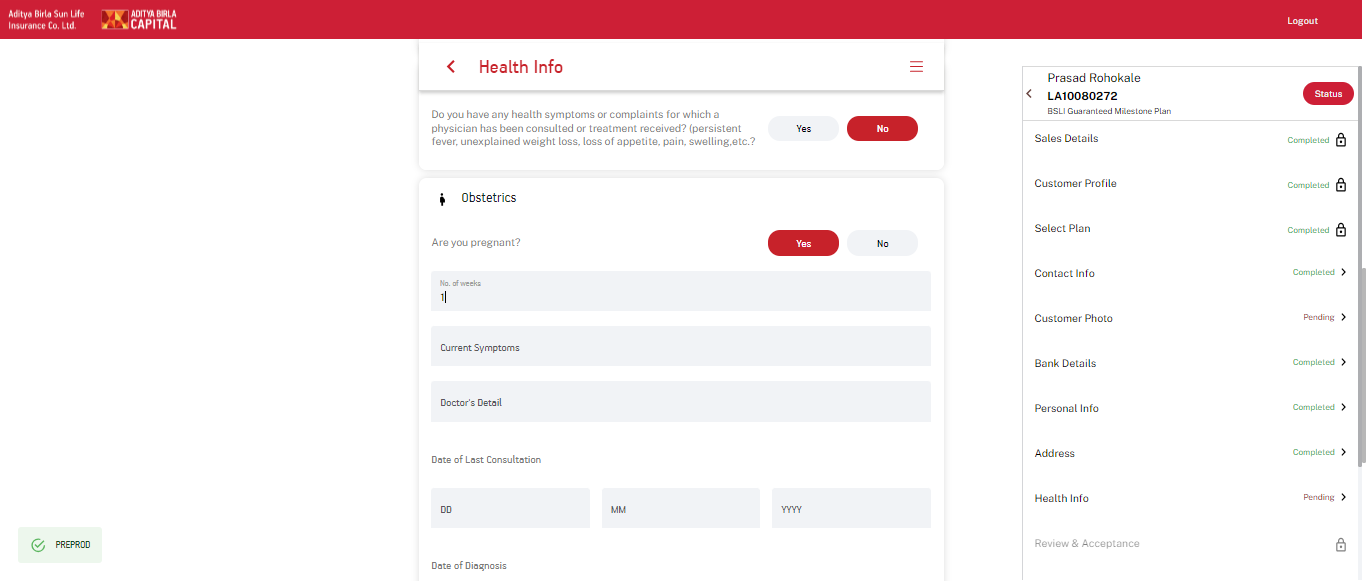 Aditya Birla Sun Life
Insurance Co. Ltd.
ADITYA BIRLA
CAPITAL
Logout
Health Info
Do you have any health symptoms or complaints for which a
physician has been consulted or treatment received? (persistent
fever, unexplained weight loss, loss of appetite, pain, swelling,etc.?
Yes
No
Obstetrics
Are you pregnant?
Yes
No
No. of weeks
1
Current Symptoms
Doctor's Detail
Date of Last Consultation
DD
MM
YYYY
Date of Diagnosis
PREPROD
Prasad Rohokale
LA10080272
BSLI Guaranteed Milestone Plan
Status
Sales Details
Completed
Customer Profile
Completed
Select Plan
Completed
Contact Info
Completed
Customer Photo
Pending
Bank Details
Completed
Personal Info
Completed
Address
Completed
Health Info
Pending
Review & Acceptance